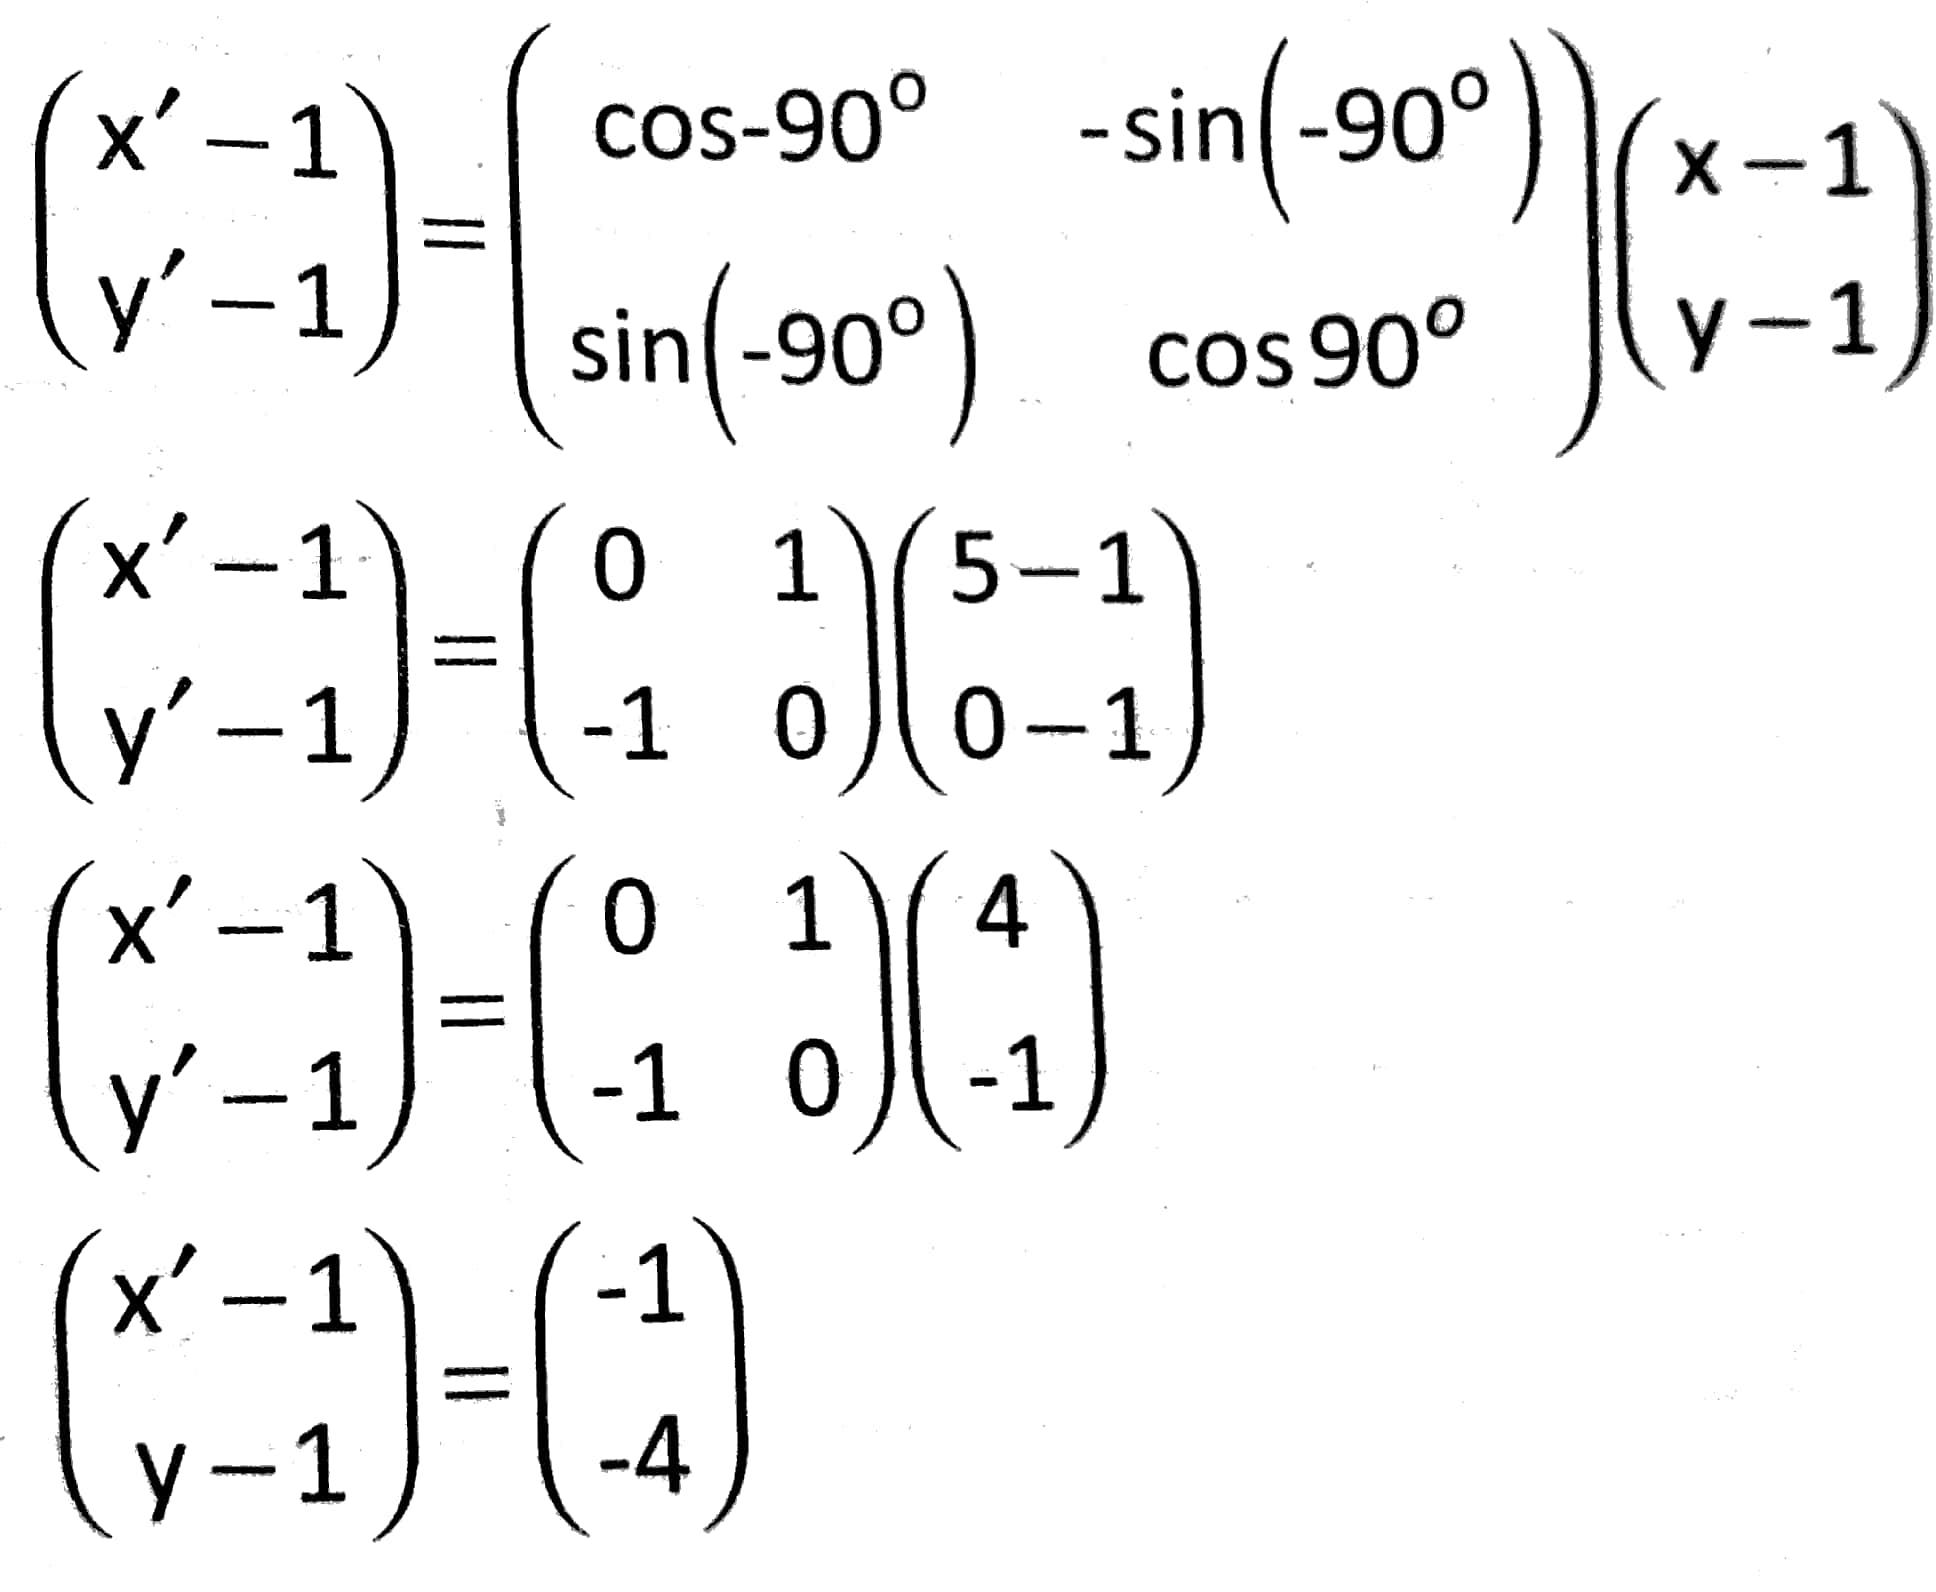 (x′ – 1 / y′ – 1) = (cos-90° -sin(-90°) / sin(-90°) cos 90°)(x – 1 / y – 1)
(x′ – 1 / y′ – 1) = (0 1 / -1 0)(5 – 1 / 0 – 1)
(x′ – 1 / y′ – 1) = (0 1 / -1 0)(4 / -1)
(x′ – 1 / y – 1) = (-1 / -4)